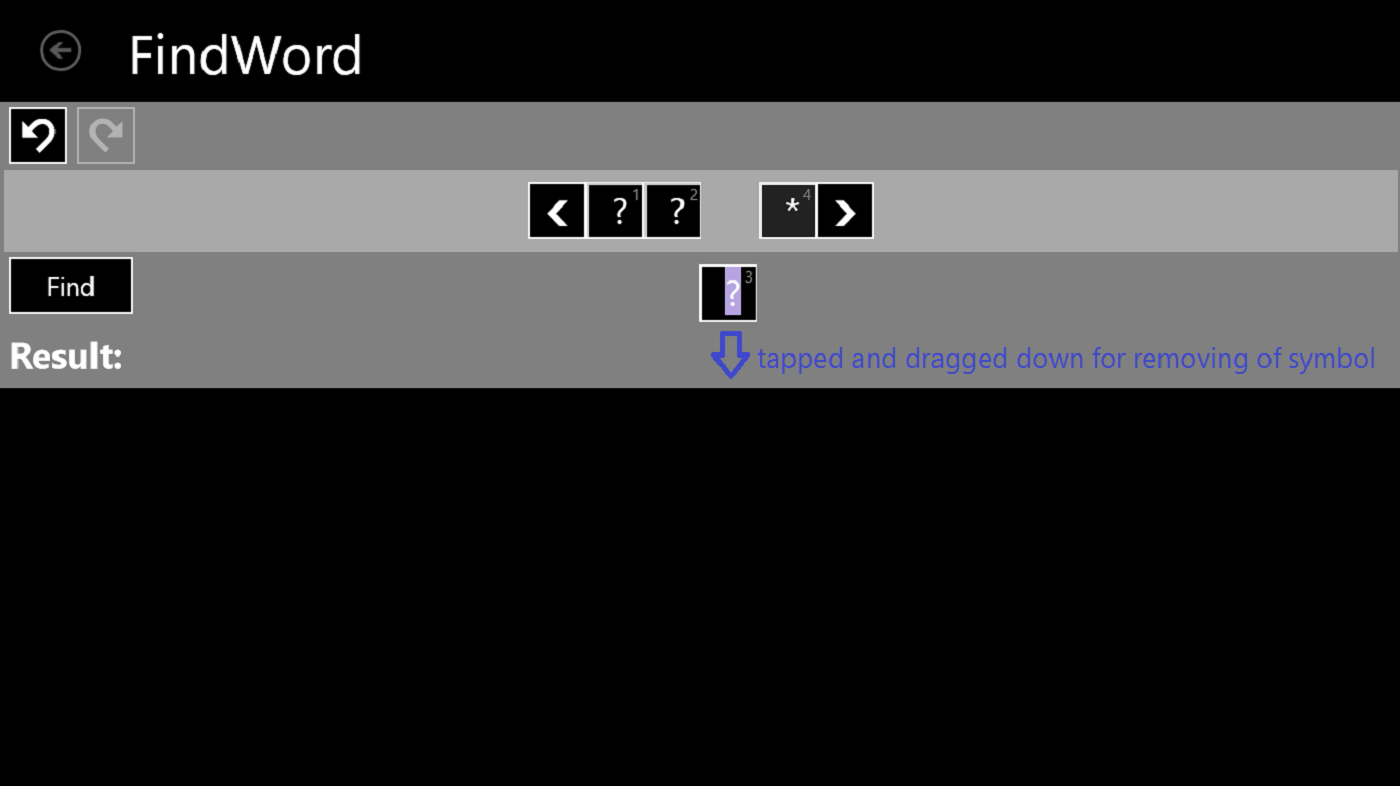 FindWord
? 1 ? 2 * 4
Find
? 3
Result:
tapped and dragged down for removing of symbol